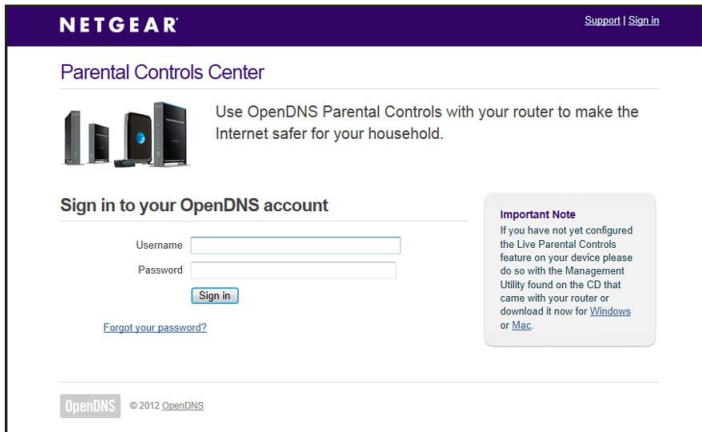 NETGEAR
Support | Sign in
Parental Controls Center
Use OpenDNS Parental Controls with your router to make the
Internet safer for your household.
Sign in to your OpenDNS account
Username
Password
Sign in
Forgot your password?
Important Note
If you have not yet configured
the Live Parental Controls
feature on your device please
do so with the Management
Utility found on the CD that
came with your router or
download it now for Windows
or Mac.
OpenDNS
© 2012 OpenDNS